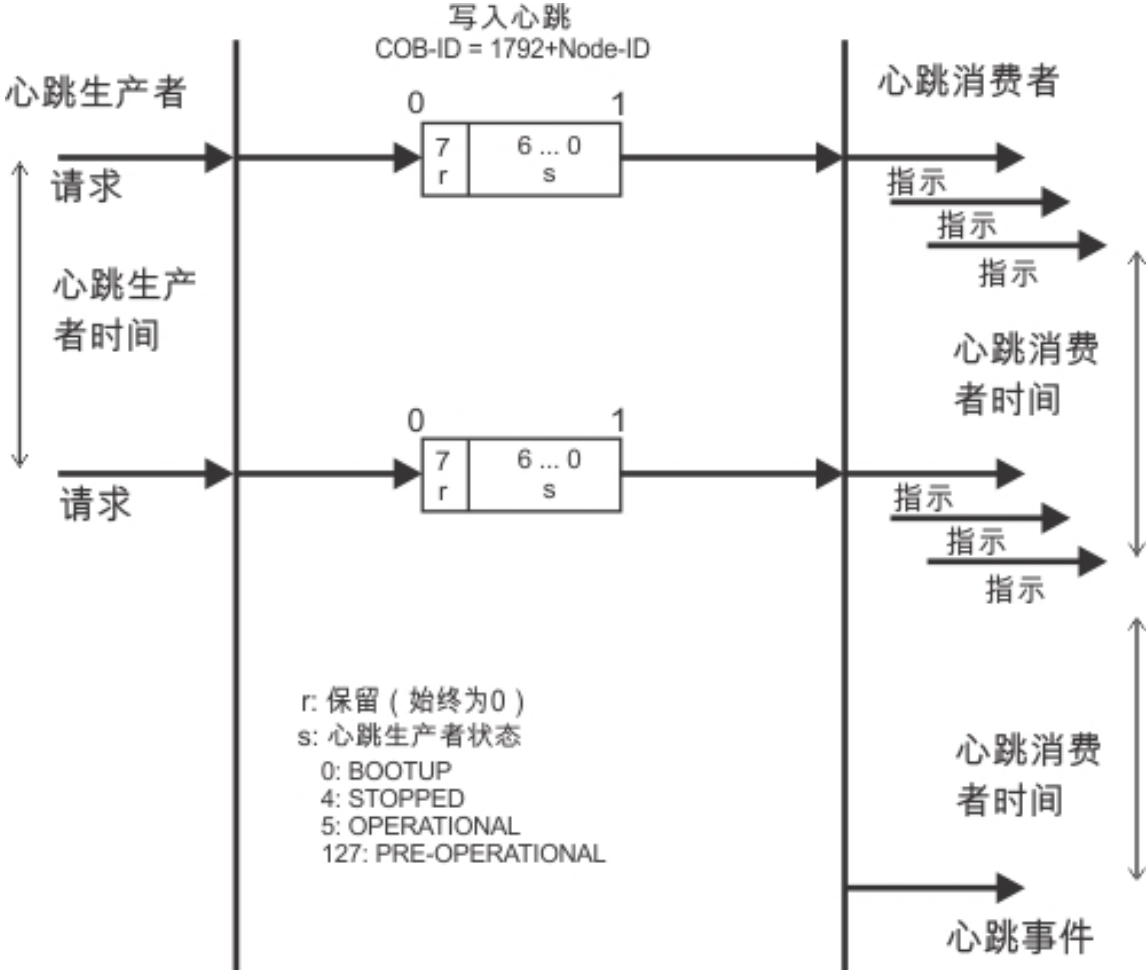 写入心跳
COB-ID = 1792+Node-ID
心跳生产者
心跳消费者
0 1
7 6 ... 0
r s
请求
指示
指示
指示
心跳生产
者时间
心跳消费
者时间
0 1
7 6 ... 0
r s
请求
指示
指示
指示
r: 保留（始终为0）
s: 心跳生产者状态
0: BOOTUP
4: STOPPED
5: OPERATIONAL
127: PRE-OPERATIONAL
心跳消费
者时间
心跳事件